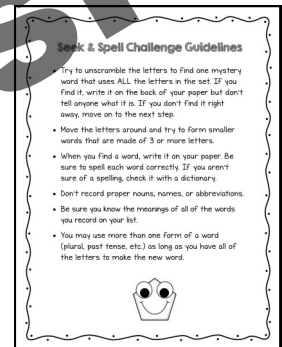 Seek & Spell Challenge Guidelines
• Try to unscramble the letters to find one mystery
word that uses ALL the letters in the set. If you
find it, write it on the back of your paper but don't
tell anyone what it is. If you don't find it right
away, move on to the next step.
• Move the letters around and try to form smaller
words that are made of 3 or more letters.
• When you find a word, write it on your paper. Be
sure to spell each word correctly. If you aren't
sure of a spelling, check it with a dictionary.
• Don't record proper nouns, names, or abbreviations.
• Be sure you know the meanings of all of the words
you record on your list.
• You may use more than one form of a word
(plural, past tense, etc.) as long as you have all of
the letters to make the new word.